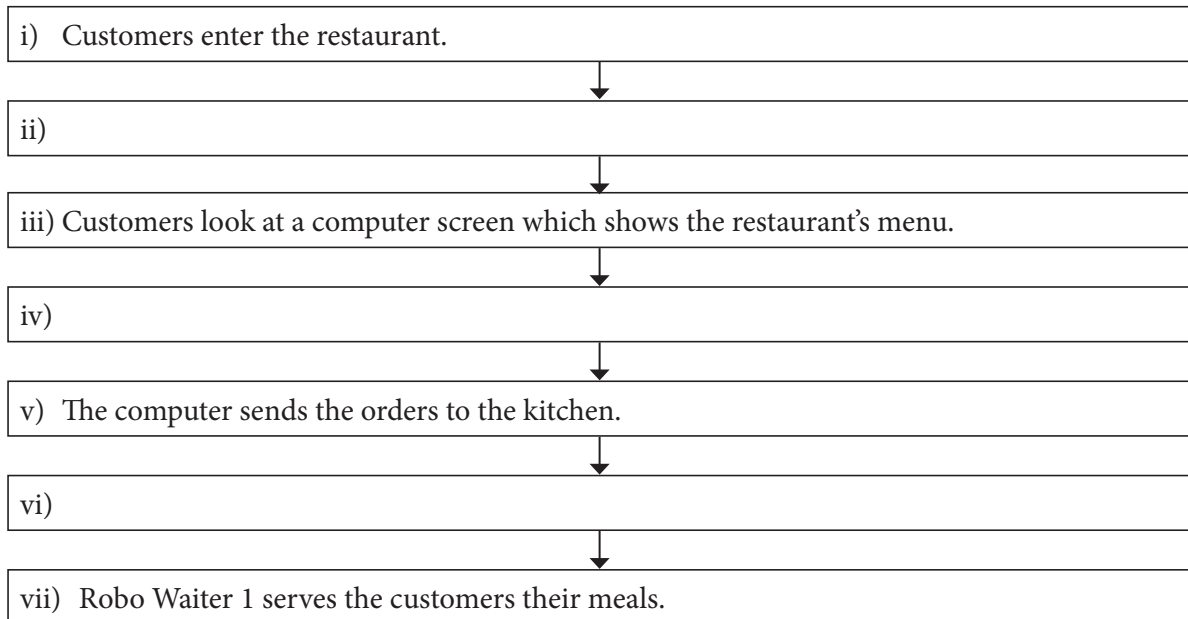 i) Customers enter the restaurant.
ii)
iii) Customers look at a computer screen which shows the restaurant’s menu.
iv)
v) The computer sends the orders to the kitchen.
vi)
vii) Robo Waiter 1 serves the customers their meals.